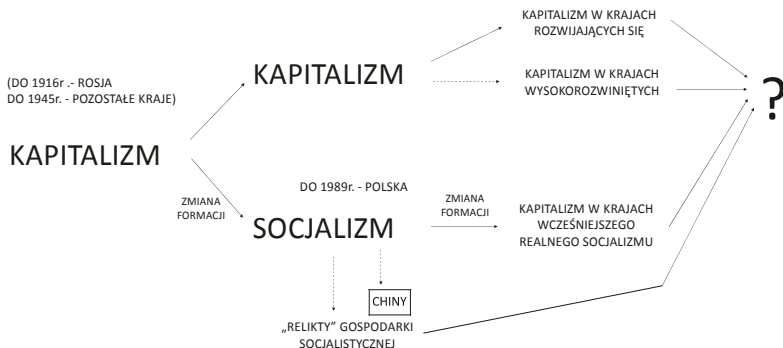 KAPITALIZM W KRAJACH
ROZWIJAJĄCYCH SIĘ
KAPITALIZM
KAPITALIZM W KRAJACH
WYSOKOROZWINIĘTYCH
?
(DO 1916r .- ROSJA
DO 1945r. - POZOSTAŁE KRAJE)
KAPITALIZM
ZMIANA
FORMACJI
DO 1989r. - POLSKA
SOCJALIZM
ZMIANA
FORMACJI
KAPITALIZM W KRAJACH
WCZEŚNIEJSZEGO
REALNEGO SOCJALIZMU
CHINY
„RELIKTY” GOSPODARKI
SOCJALISTYCZNEJ